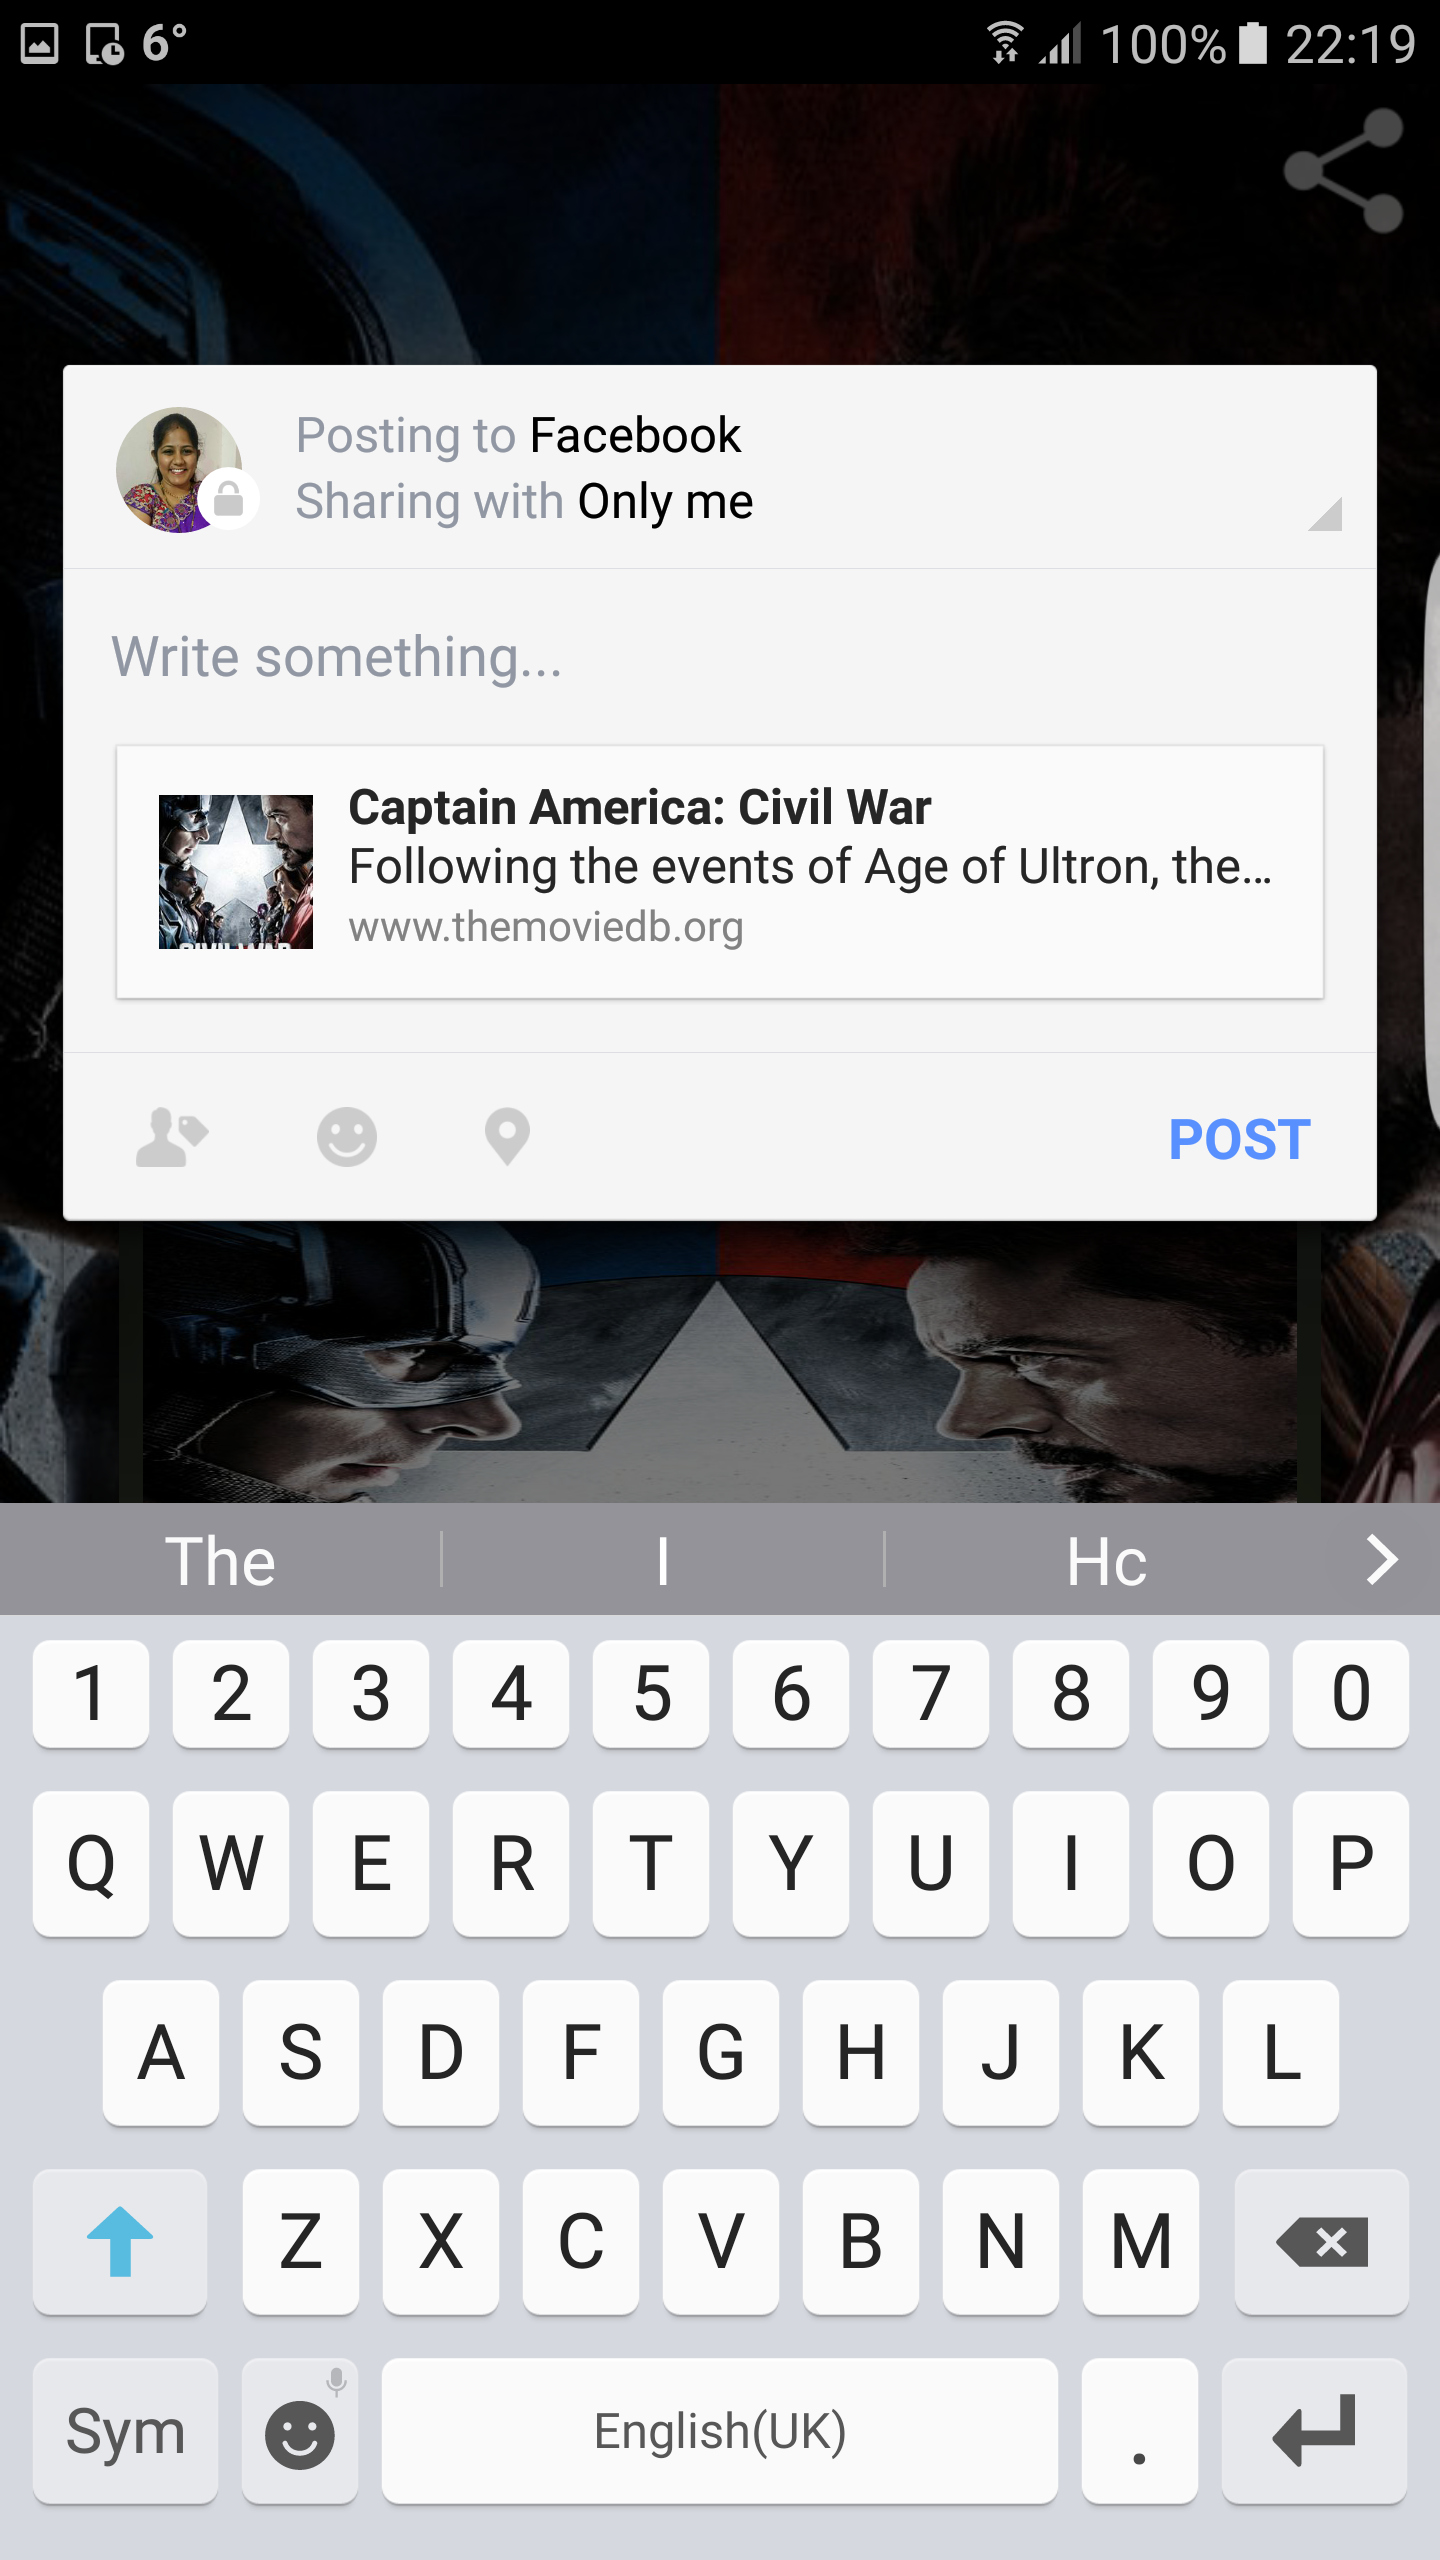 6°
100% 22:19
Posting to Facebook
Sharing with Only me
Write something...
Captain America: Civil War
Following the events of Age of Ultron, the...
www.themoviedb.org
POST
The I Hc
1 2 3 4 5 6 7 8 9 0
Q W E R T Y U I O P
A S D F G H J K L
Z X C V B N M
Sym English(UK) .